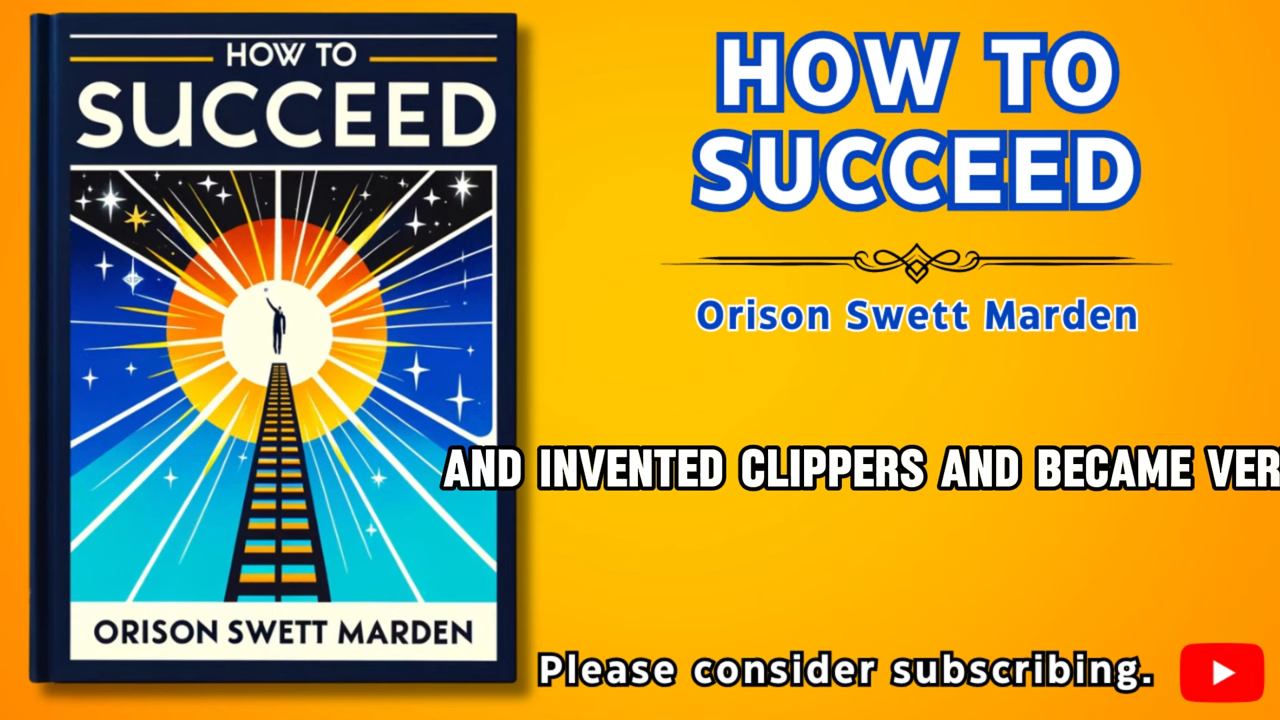 HOW TO
SUCCEED
ORISON SWETT MARDEN
HOW TO
SUCCEED
Orison Swett Marden
AND INVENTED CLIPPERS AND BECAME VER
Please consider subscribing.